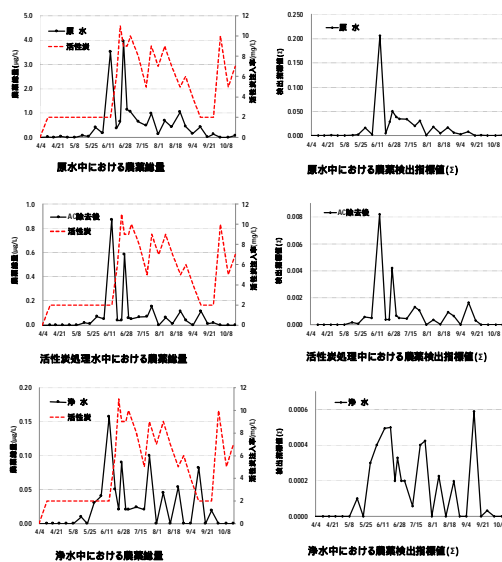 5.0
4.0
3.0
2.0
1.0
0.0
農薬総量(μg/L)
原 水
活性炭
12
10
8
6
4
2
0
活性炭注入率(mg/L)
4/4 4/21 5/8 5/25 6/11 6/28 7/15 8/1 8/18 9/4 9/21 10/8
原水中における農薬総量
0.250
0.200
0.150
0.100
0.050
0.000
検出指標値(Σ)
原 水
4/4 4/21 5/8 5/25 6/11 6/28 7/15 8/1 8/18 9/4 9/21 10/8
原水中における農薬検出指標値(Σ)
1.0
0.8
0.6
0.4
0.2
0.0
農薬総量(μg/L)
AC除去後
活性炭
12
10
8
6
4
2
0
活性炭注入率(mg/L)
4/4 4/21 5/8 5/25 6/11 6/28 7/15 8/1 8/18 9/4 9/21 10/8
活性炭処理水中における農薬総量
0.008
0.006
0.004
0.002
0.000
検出指標値(Σ)
AC除去後
4/4 4/21 5/8 5/25 6/11 6/28 7/15 8/1 8/18 9/4 9/21 10/8
活性炭処理中における農薬検出指標値(Σ)
0.20
0.15
0.10
0.05
0.00
農薬総量(μg/L)
浄 水
活性炭
12
10
8
6
4
2
0
活性炭注入率(mg/L)
4/4 4/21 5/8 5/25 6/11 6/28 7/15 8/1 8/18 9/4 9/21 10/8
浄水中における農薬総量
0.0006
0.0004
0.0002
0.0000
検出指標値(Σ)
浄 水
4/4 4/21 5/8 5/25 6/11 6/28 7/15 8/1 8/18 9/4 9/21 10/8
浄水中における農薬検出指標値(Σ)